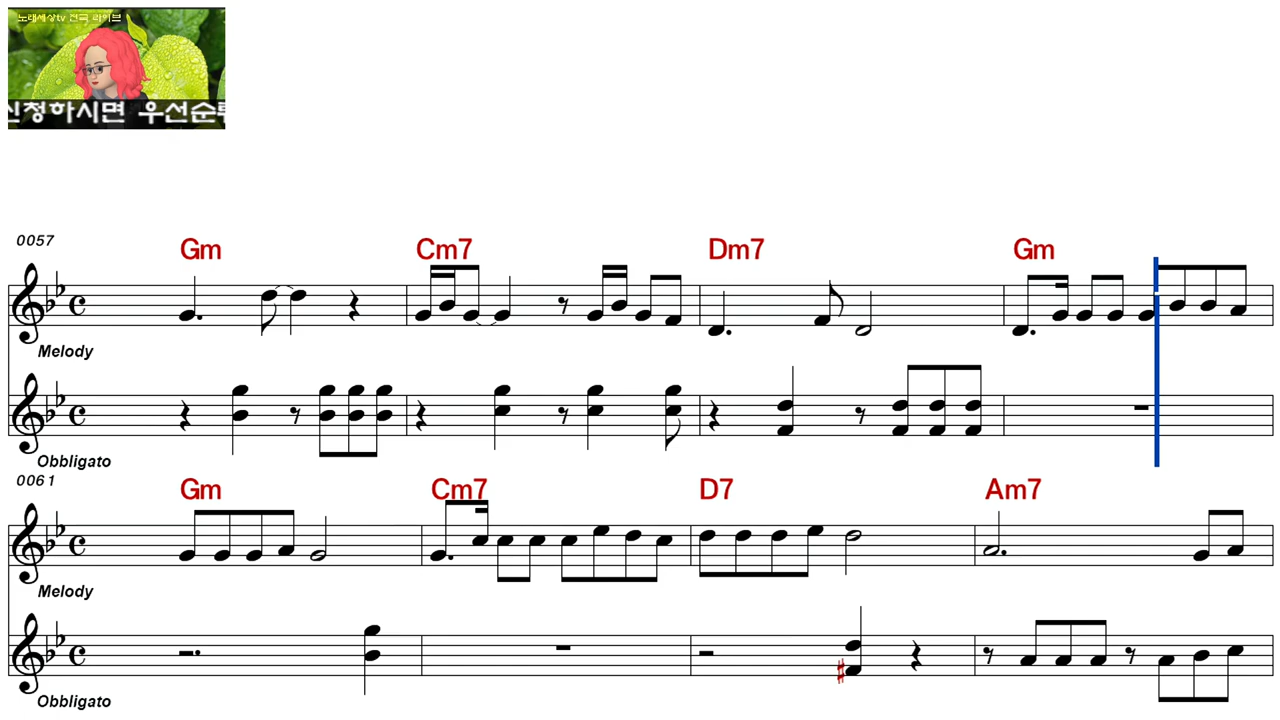 노래세상tv 전국 라이브
신청하시면 우선순
0057
Gm Cm7 Dm7 Gm
Melody
Obbligato
0061
Gm Cm7 D7 Am7
Melody
Obbligato